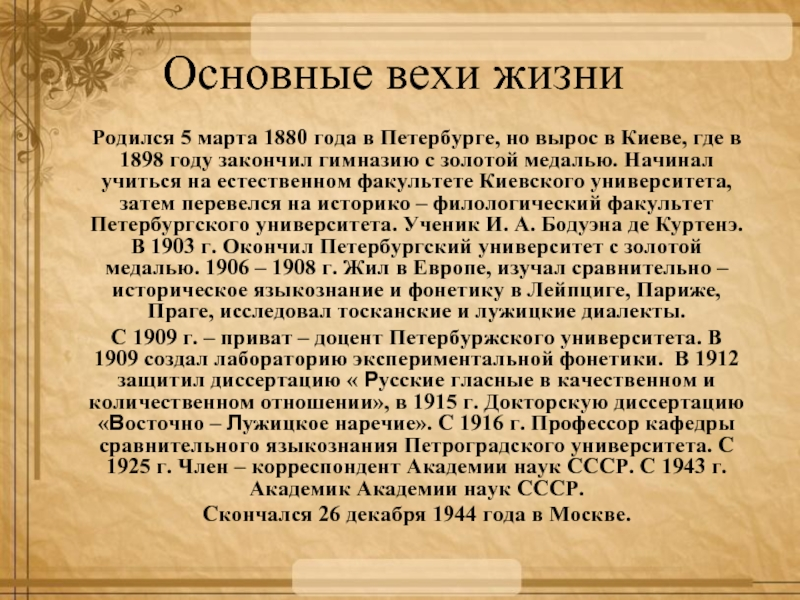 Основные вехи жизни
Родился 5 марта 1880 года в Петербурге, но вырос в Киеве, где в
1898 году закончил гимназию с золотой медалью. Начинал
учиться на естественном факультете Киевского университета,
затем перевелся на историко – филологический факультет
Петербургского университета. Ученик И. А. Бодуэна де Куртенэ.
В 1903 г. Окончил Петербургский университет с золотой
медалью. 1906 – 1908 г. Жил в Европе, изучал сравнительно –
историческое языкознание и фонетику в Лейпциге, Париже,
Праге, исследовал тосканские и лужицкие диалекты.
С 1909 г. – приват – доцент Петербуржского университета. В
1909 создал лабораторию экспериментальной фонетики. В 1912
защитил диссертацию « Русские гласные в качественном и
количественном отношении», в 1915 г. Докторскую диссертацию
«Восточно – Лужицкое наречие». С 1916 г. Профессор кафедры
сравнительного языкознания Петроградского университета. С
1925 г. Член – корреспондент Академии наук СССР. С 1943 г.
Академик Академии наук СССР.
Скончался 26 декабря 1944 года в Москве.